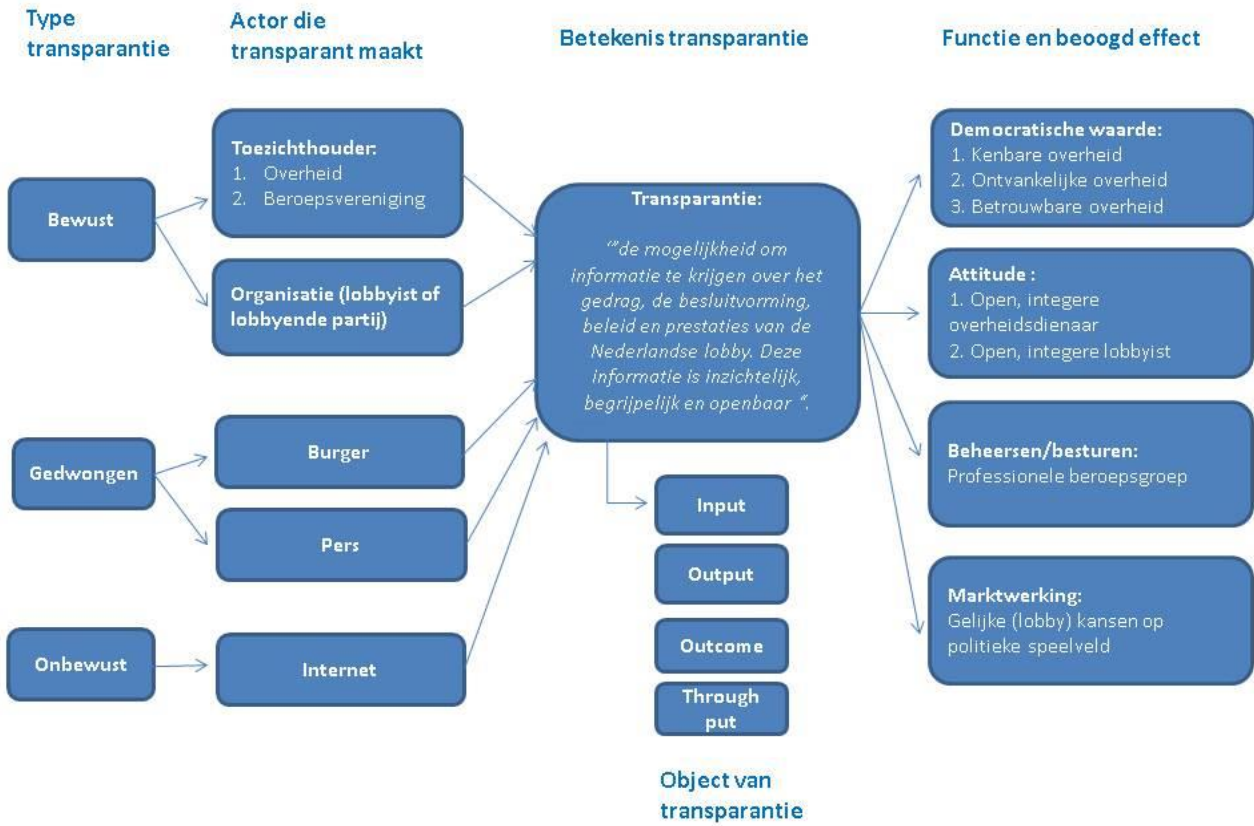 Type
transparantie
Actor die
transparant maakt
Betekenis transparantie
Functie en beoogd effect
Bewust
Toezichthouder:
1. Overheid
2. Beroepsvereniging
Organisatie (lobbyist of
lobbyende partij)
Gedwongen
Burger
Pers
Onbewust
Internet
Transparantie:
“”de mogelijkheid om
informatie te krijgen over het
gedrag, de besluitvorming,
beleid en prestaties van de
Nederlandse lobby. Deze
informatie is inzichtelijk,
begrijpelijk en openbaar “.
Input
Output
Outcome
Through
put
Object van
transparantie
Democratische waarde:
1. Kenbare overheid
2. Ontvankelijke overheid
3. Betrouwbare overheid
Attitude :
1. Open, integere
overheidsdienaar
2. Open, integere lobbyist
Beheersen/besturen:
Professionele beroepsgroep
Marktwerking:
Gelijke (lobby) kansen op
politieke speelveld